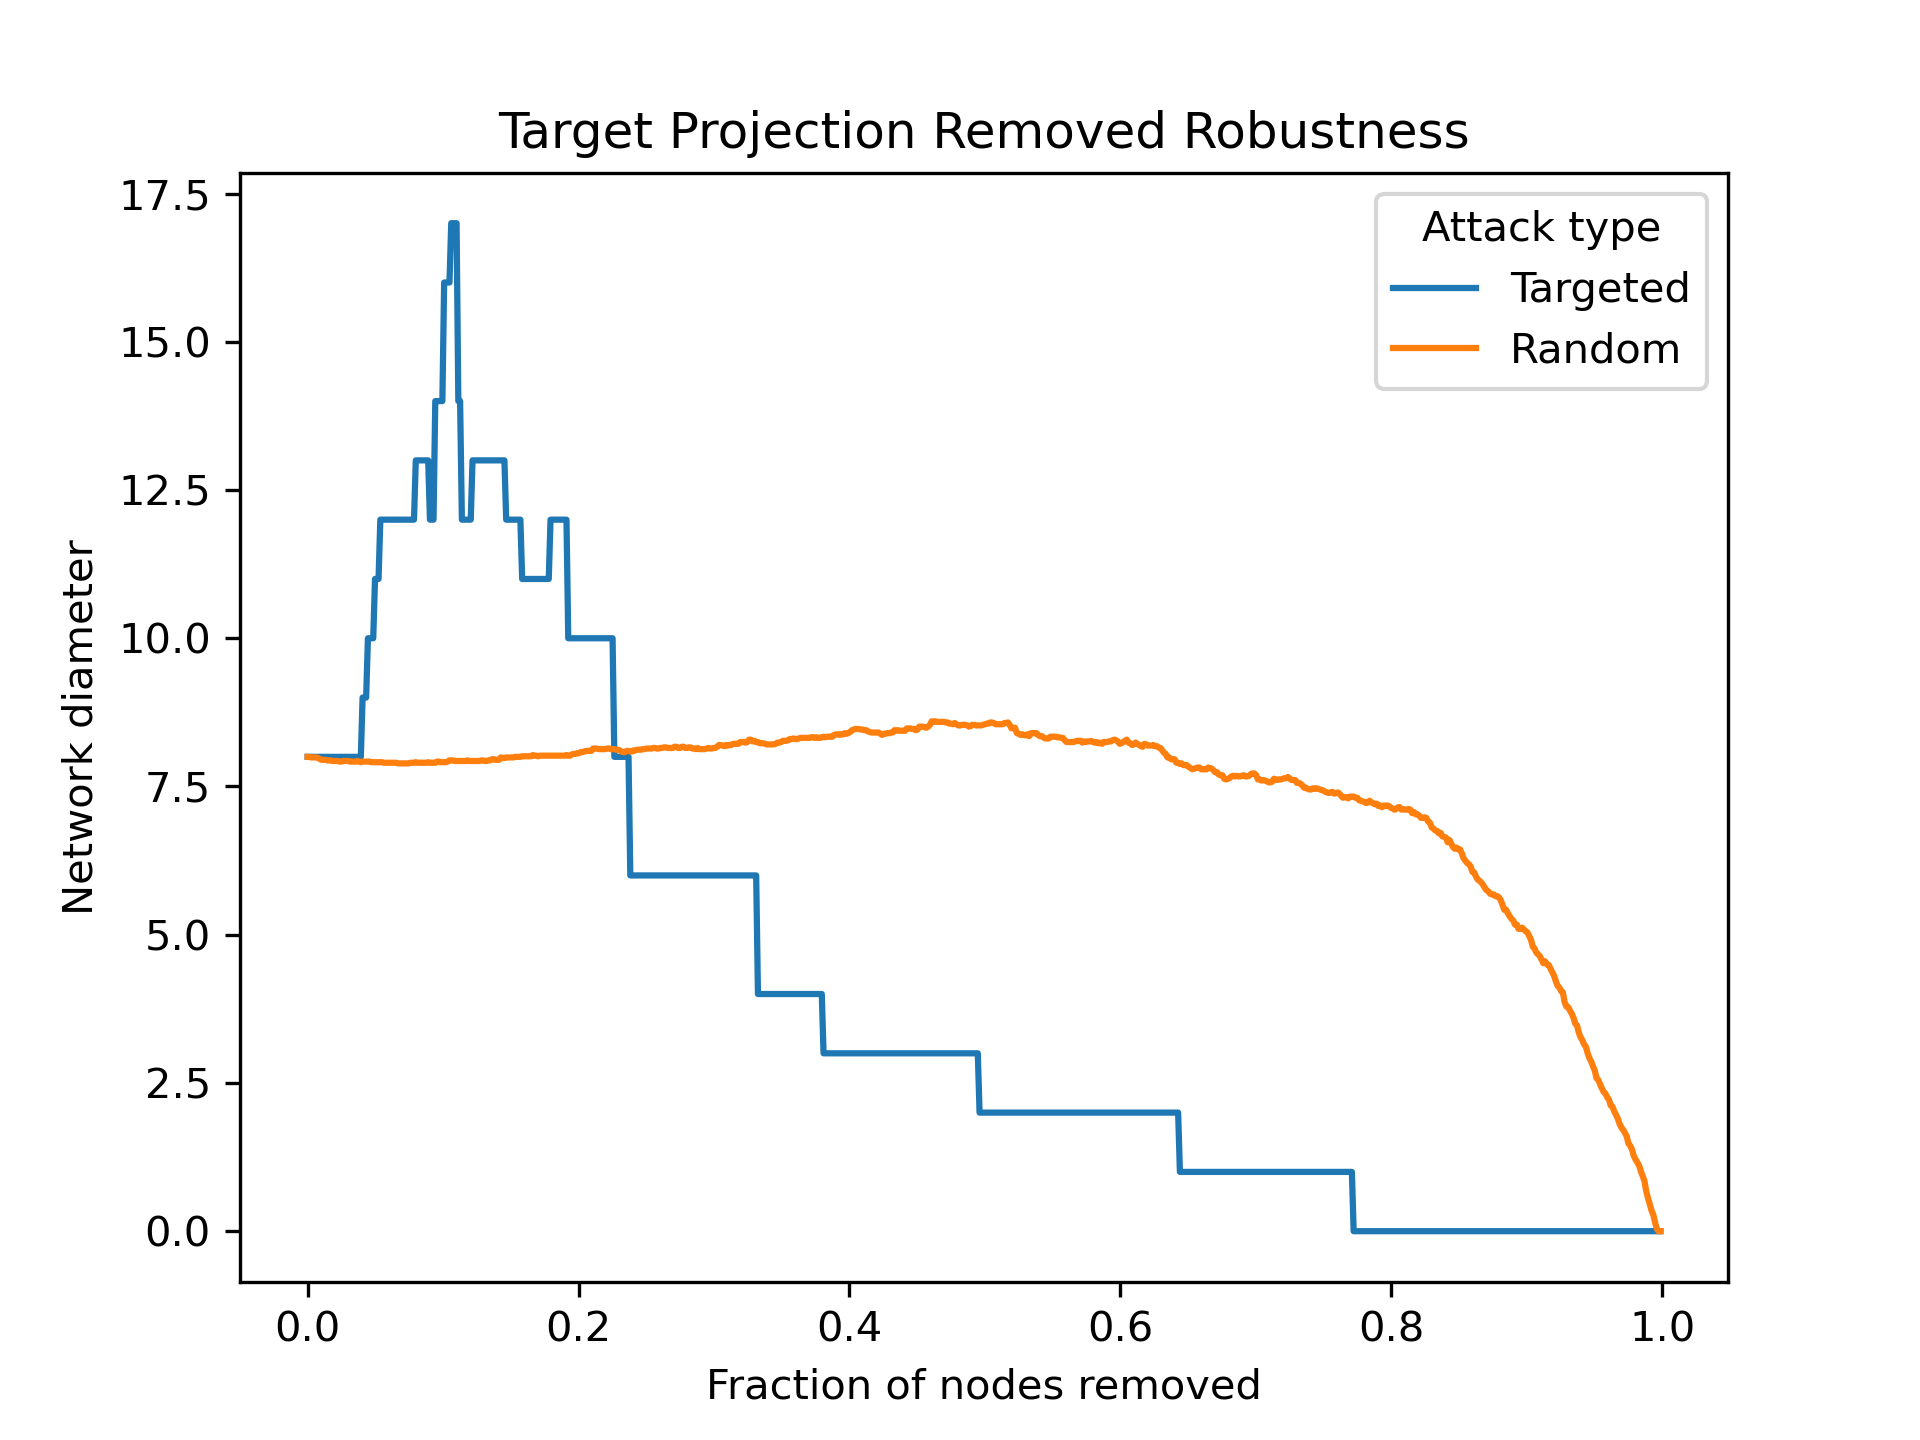 Target Projection Removed Robustness
17.5
15.0
12.5
10.0
7.5
5.0
2.5
0.0
Network diameter
Attack type
Targeted
Random
0.0 0.2 0.4 0.6 0.8 1.0
Fraction of nodes removed